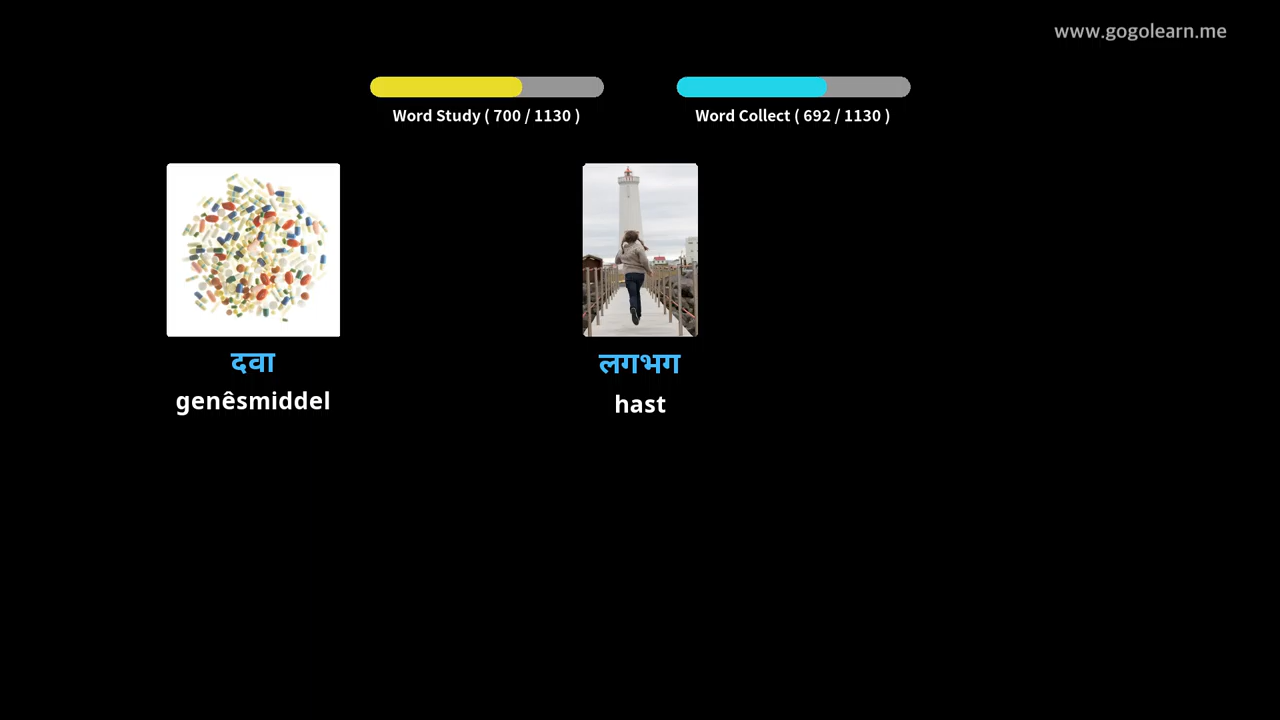 www.gogolearn.me
Word Study ( 700 / 1130 )
Word Collect ( 692 / 1130 )
दवा
genêsmiddel
लगभग
hast